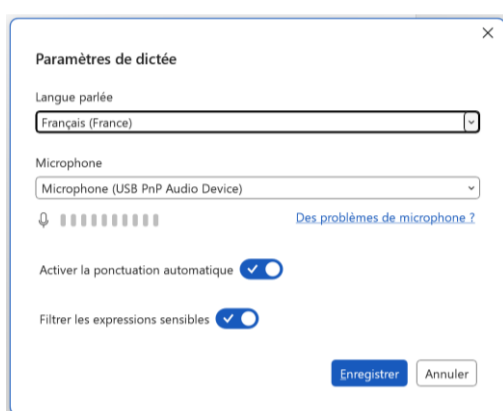 Paramètres de dictée
Langue parlée
Français (France)
Microphone
Microphone (USB PnP Audio Device)
Des problèmes de microphone ?
Activer la ponctuation automatique
Filtrer les expressions sensibles
Enregistrer Annuler